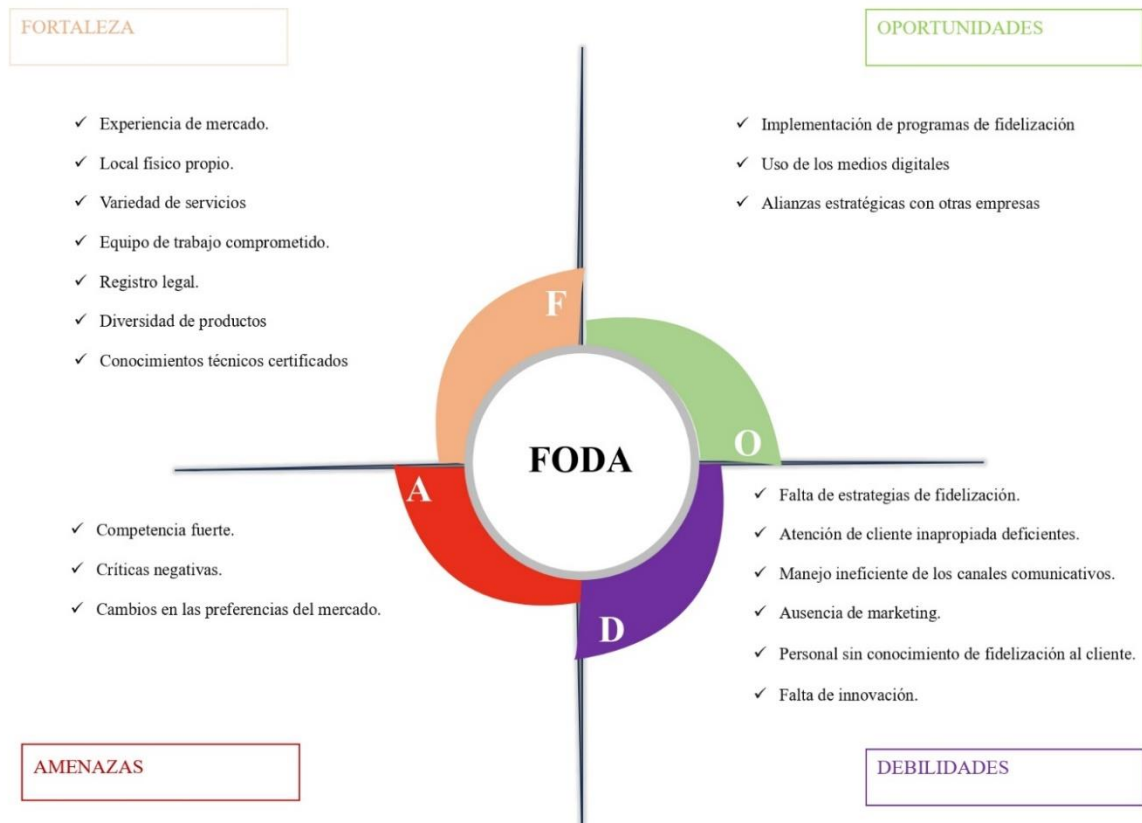 FORTALEZA
✓ Experiencia de mercado.
✓ Local físico propio.
✓ Variedad de servicios
✓ Equipo de trabajo comprometido.
✓ Registro legal.
✓ Diversidad de productos
✓ Conocimientos técnicos certificados
OPORTUNIDADES
✓ Implementación de programas de fidelización
✓ Uso de los medios digitales
✓ Alianzas estratégicas con otras empresas
F
O
FODA
A
D
✓ Competencia fuerte.
✓ Críticas negativas.
✓ Cambios en las preferencias del mercado.
AMENAZAS
✓ Falta de estrategias de fidelización.
✓ Atención de cliente inapropiada deficientes.
✓ Manejo ineficiente de los canales comunicativos.
✓ Ausencia de marketing.
✓ Personal sin conocimiento de fidelización al cliente.
✓ Falta de innovación.
DEBILIDADES